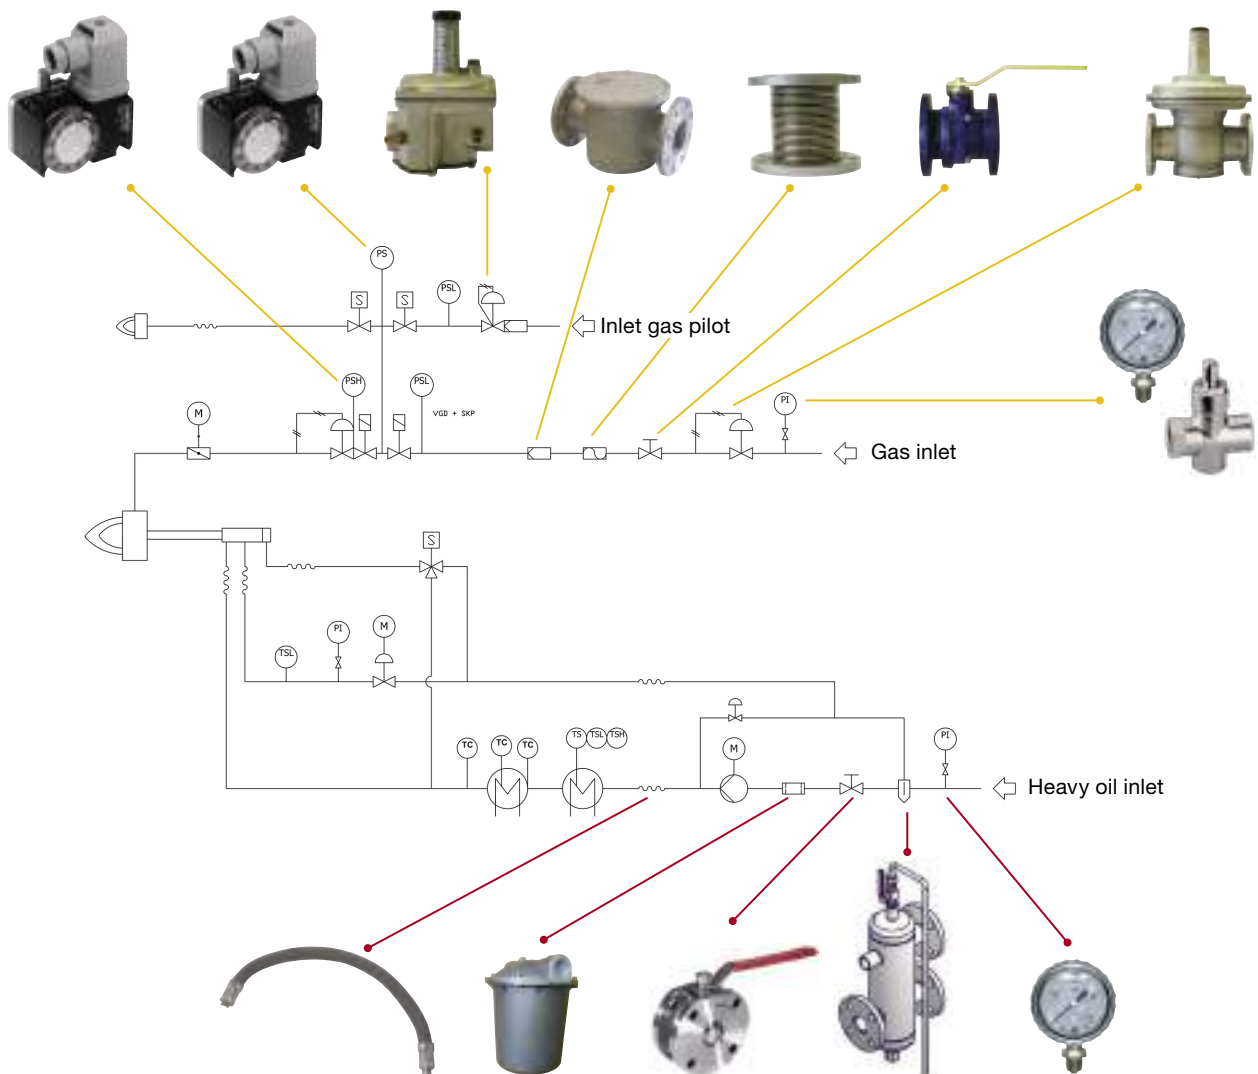 PS
S
S
PSL
Inlet gas pilot
PSH
PSL
M
VGD + SKP
PI
Gas inlet
S
TSL
PI
M
TC
TC
TC
TS
TSL
TSH
M
PI
Heavy oil inlet